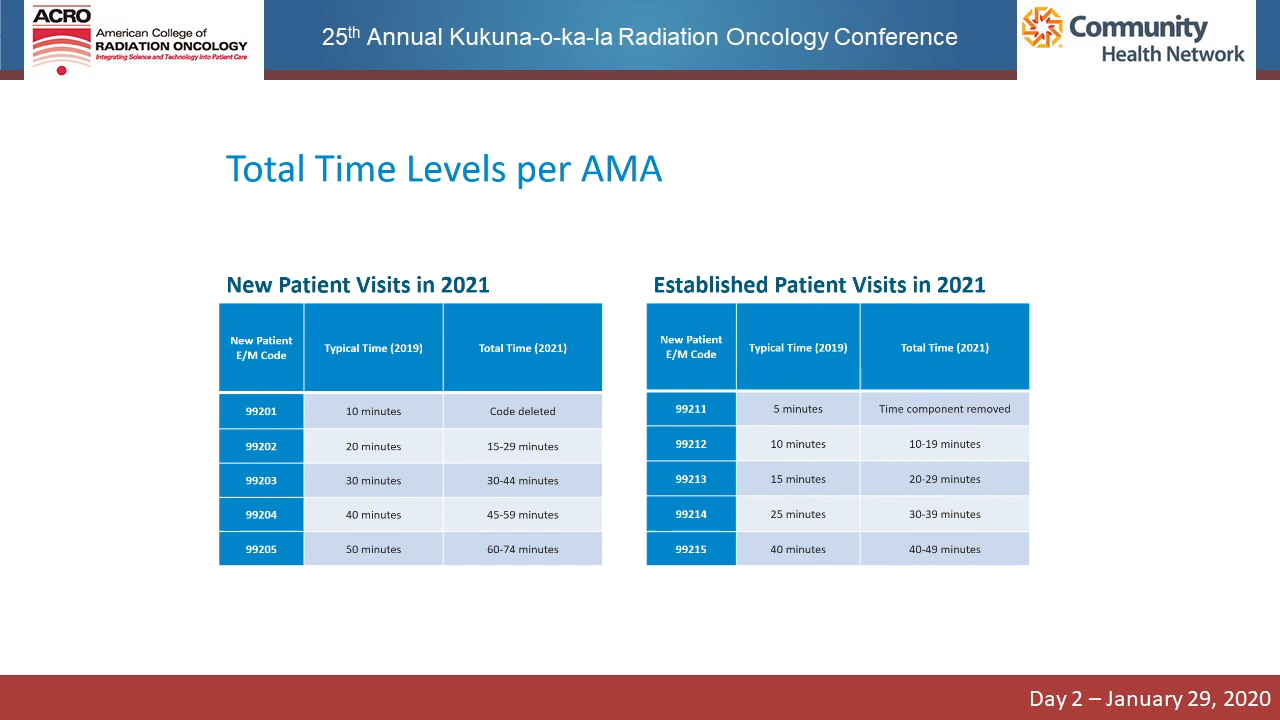 ACRO
American College of
RADIATION ONCOLOGY
Integrating Science and Technology Into Patient Care
25th Annual Kukuna-o-ka-la Radiation Oncology Conference
Community
Health Network
Total Time Levels per AMA
New Patient Visits in 2021
New Patient
E/M Code
Typical Time (2019)
Total Time (2021)
99201 10 minutes Code deleted
99202 20 minutes 15-29 minutes
99203 30 minutes 30-44 minutes
99204 40 minutes 45-59 minutes
99205 50 minutes 60-74 minutes
Established Patient Visits in 2021
New Patient
E/M Code
Typical Time (2019)
Total Time (2021)
99211 5 minutes Time component removed
99212 10 minutes 10-19 minutes
99213 15 minutes 20-29 minutes
99214 25 minutes 30-39 minutes
99215 40 minutes 40-49 minutes
Day 2 – January 29, 2020